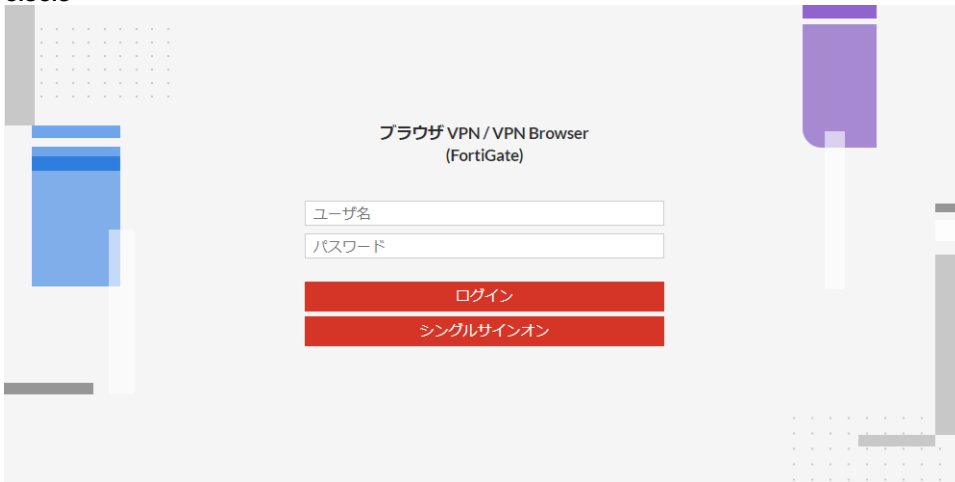 ブラウザ VPN / VPN Browser
(FortiGate)
ユーザ名
パスワード
ログイン
シングルサインオン